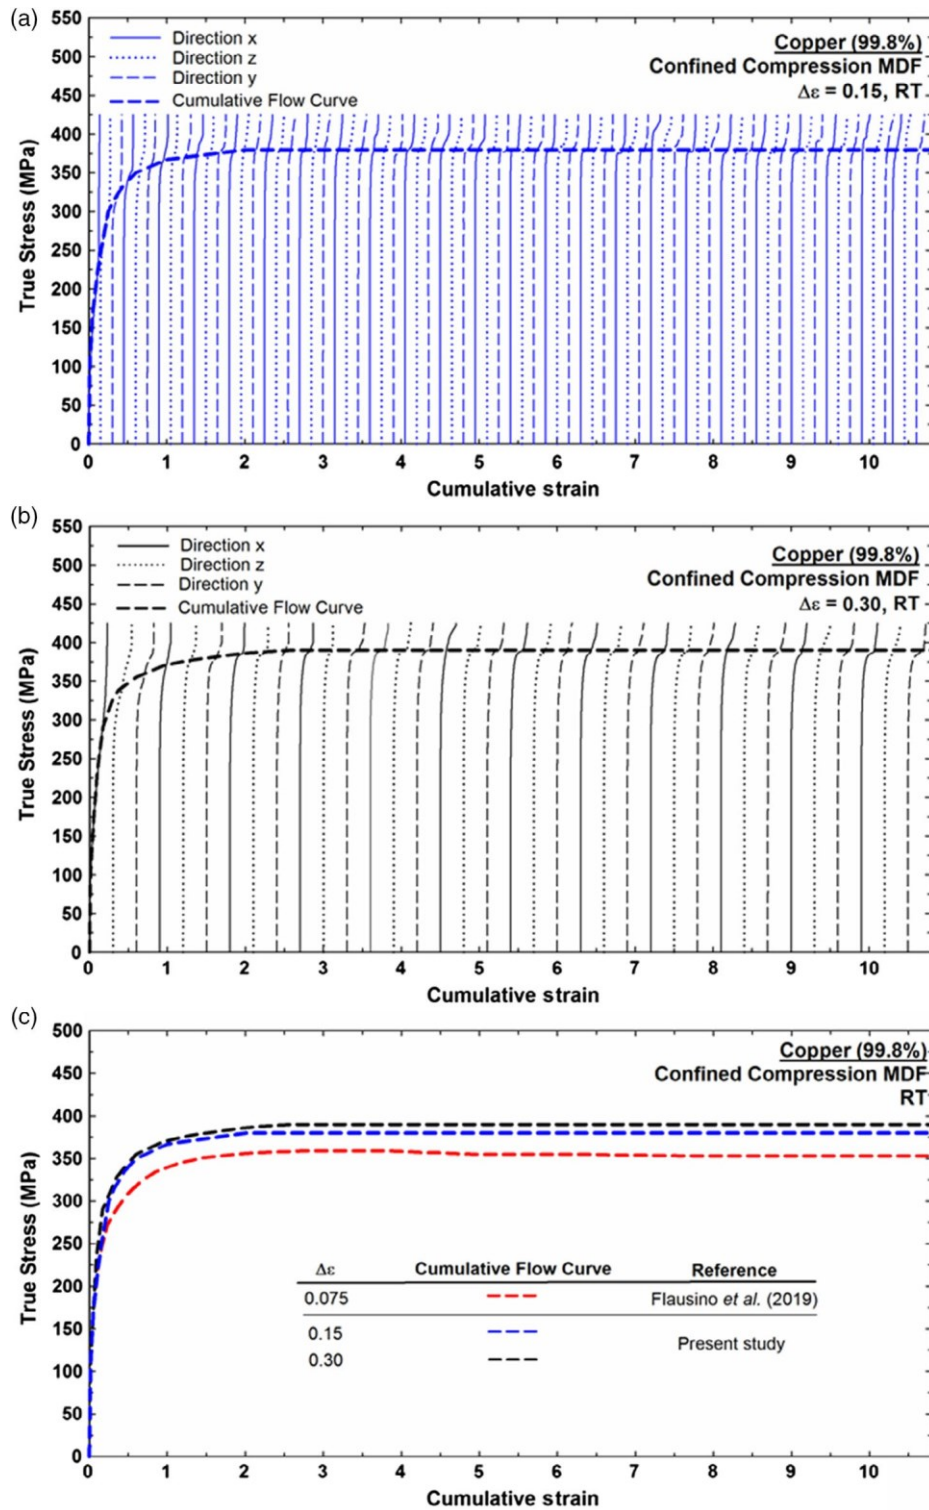 (a)
550
500
450
400
350
300
250
200
150
100
50
0
True Stress (MPa)
Direction x
Direction z
Direction y
Cumulative Flow Curve
Copper (99.8%)
Confined Compression MDF
Δε = 0.15, RT
0 1 2 3 4 5 6 7 8 9 10
Cumulative strain
(b)
550
500
450
400
350
300
250
200
150
100
50
0
True Stress (MPa)
Direction x
Direction z
Direction y
Cumulative Flow Curve
Copper (99.8%)
Confined Compression MDF
Δε = 0.30, RT
0 1 2 3 4 5 6 7 8 9 10
Cumulative strain
(c)
500
450
400
350
300
250
200
150
100
50
0
True Stress (MPa)
Copper (99.8%)
Confined Compression MDF
RT
Δε Cumulative Flow Curve Reference
0.075 Flausino et al. (2019)
0.15
Present study
0.30
0 1 2 3 4 5 6 7 8 9 10
Cumulative strain